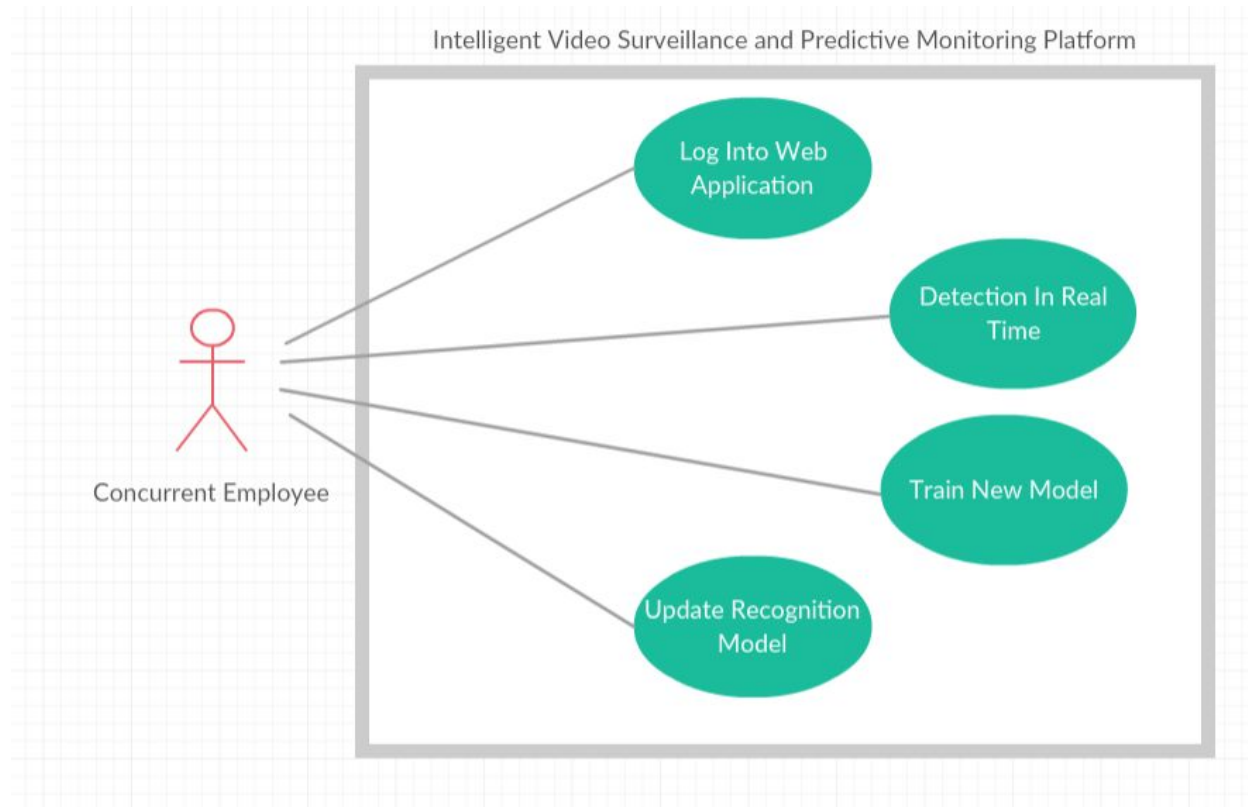 Intelligent Video Surveillance and Predictive Monitoring Platform
Log Into Web
Application
Detection In Real
Time
Concurrent Employee
Train New Model
Update Recognition
Model